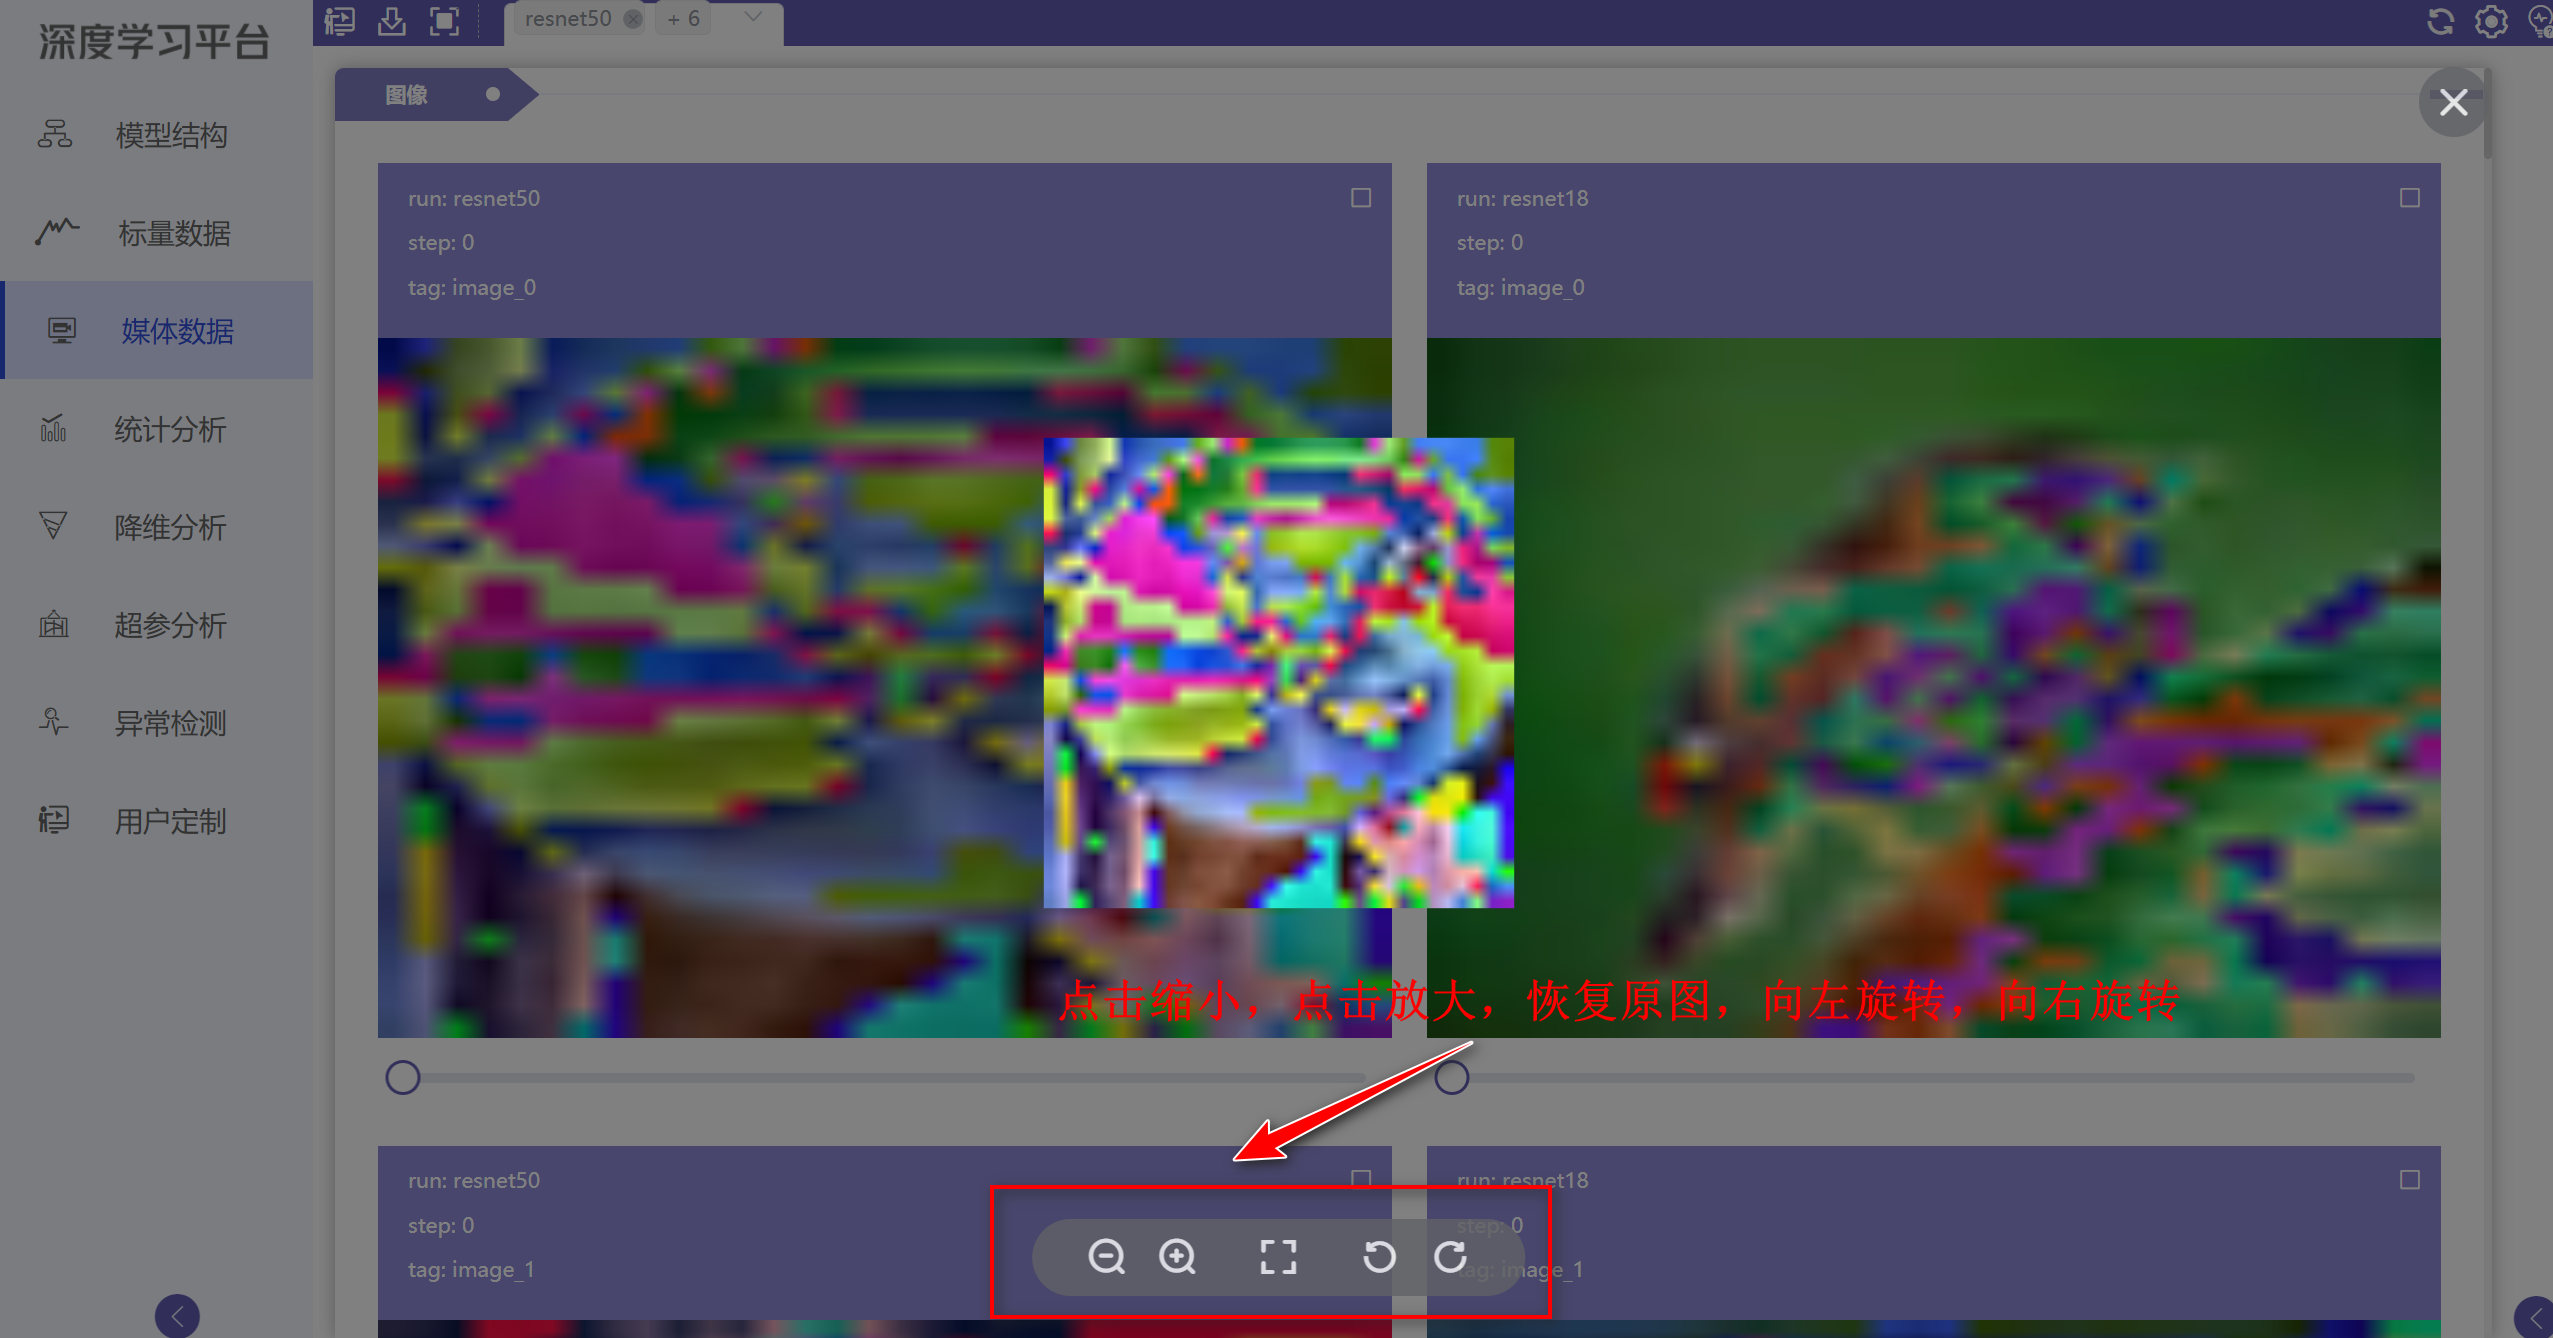 深度学习平台
resnet50
+ 6
图像
模型结构
标量数据
媒体数据
统计分析
降维分析
超参分析
异常检测
用户定制
run: resnet50
step: 0
tag: image_0
run: resnet18
step: 0
tag: image_0
点击缩小，点击放大，恢复原图，向左旋转，向右旋转
run: resnet50
step: 0
tag: image_1
run: resnet18
step: 0
tag: image_1